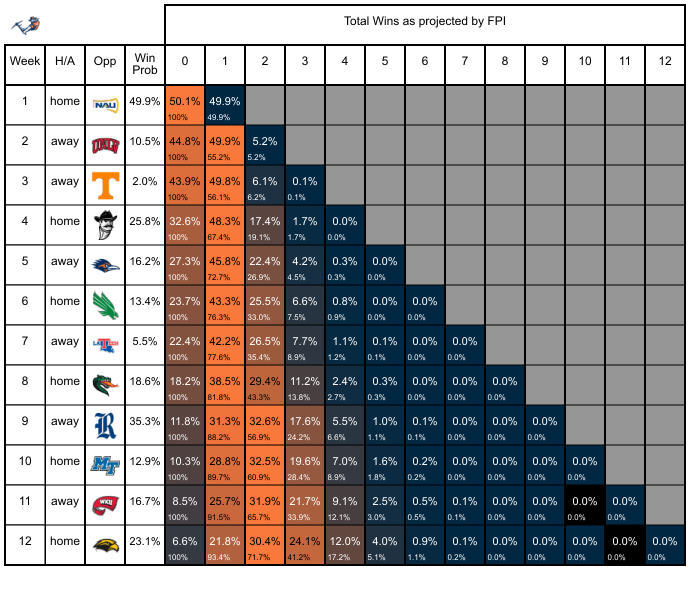 Total Wins as projected by FPI
Week H/A Opp Win Prob 0 1 2 3 4 5 6 7 8 9 10 11 12
1 home NAU 49.9% 50.1% 49.9%
100% 49.9%
2 away UNLV 10.5% 44.8% 49.9% 5.2%
100% 55.2% 5.2%
3 away T 2.0% 43.9% 49.8% 6.1% 0.1%
100% 56.1% 6.2% 0.1%
4 home 25.8% 32.6% 48.3% 17.4% 1.7% 0.0%
100% 67.4% 19.1% 1.7% 0.0%
5 away 16.2% 27.3% 45.8% 22.4% 4.2% 0.3% 0.0%
100% 72.7% 26.9% 4.5% 0.3% 0.0%
6 home 13.4% 23.7% 43.3% 25.5% 6.6% 0.8% 0.0% 0.0%
100% 76.3% 33.0% 7.5% 0.9% 0.0% 0.0%
7 away LOUISIANA TECH 5.5% 22.4% 42.2% 26.5% 7.7% 1.1% 0.1% 0.0% 0.0%
100% 77.6% 35.4% 8.9% 1.2% 0.1% 0.0% 0.0%
8 home 18.6% 18.2% 38.5% 29.4% 11.2% 2.4% 0.3% 0.0% 0.0% 0.0%
100% 81.8% 43.3% 13.8% 2.7% 0.3% 0.0% 0.0% 0.0%
9 away R 35.3% 11.8% 31.3% 32.6% 17.6% 5.5% 1.0% 0.1% 0.0% 0.0% 0.0%
100% 88.2% 56.9% 24.2% 6.6% 1.1% 0.1% 0.0% 0.0% 0.0%
10 home MT 12.9% 10.3% 28.8% 32.5% 19.6% 7.0% 1.6% 0.2% 0.0% 0.0% 0.0% 0.0%
100% 89.7% 60.9% 28.4% 8.9% 1.8% 0.2% 0.0% 0.0% 0.0% 0.0%
11 away WKU 16.7% 8.5% 25.7% 31.9% 21.7% 9.1% 2.5% 0.5% 0.1% 0.0% 0.0% 0.0% 0.0%
100% 91.5% 65.7% 33.9% 12.1% 3.0% 0.5% 0.1% 0.0% 0.0% 0.0% 0.0%
12 home 23.1% 6.6% 21.8% 30.4% 24.1% 12.0% 4.0% 0.9% 0.1% 0.0% 0.0% 0.0% 0.0% 0.0%
100% 93.4% 71.7% 41.2% 17.2% 5.1% 1.1% 0.2% 0.0% 0.0% 0.0% 0.0% 0.0%